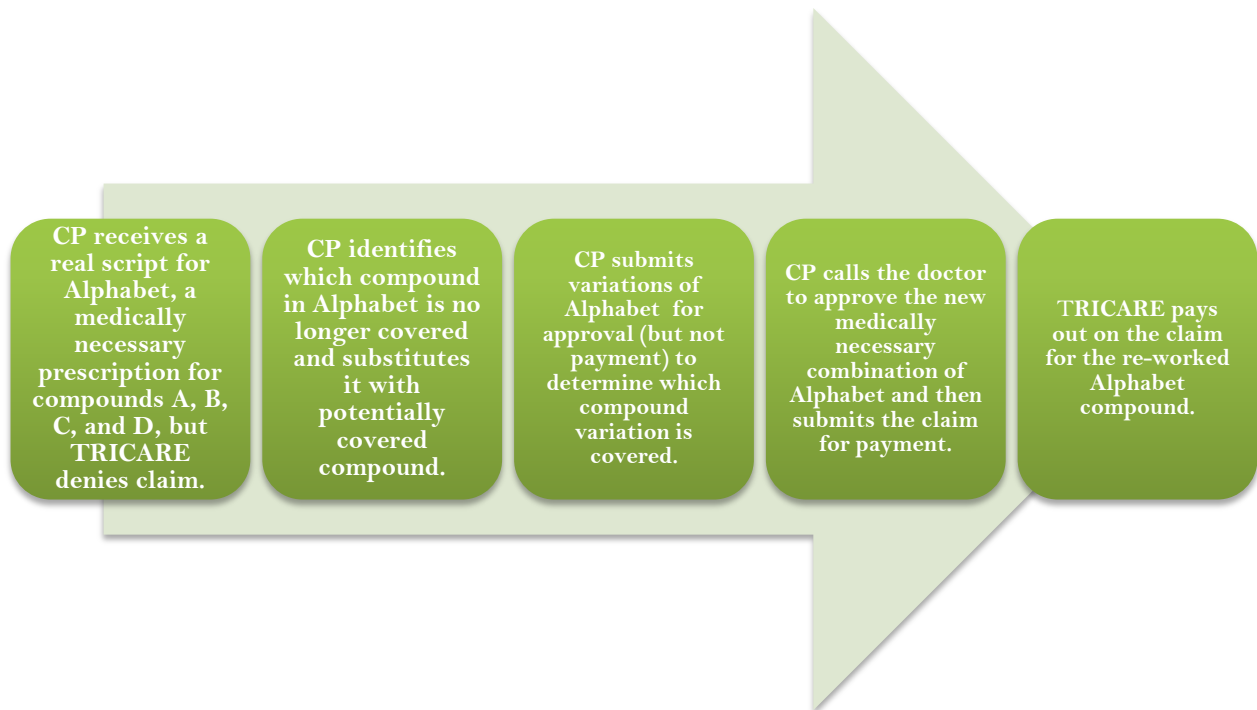 CP receives a
real script for
Alphabet, a
medically
necessary
prescription for
compounds A, B,
C, and D, but
TRICARE
denies claim.
CP identifies
which compound
in Alphabet is no
longer covered
and substitutes
it with
potentially
covered
compound.
CP submits
variations of
Alphabet for
approval (but not
payment) to
determine which
compound
variation is
covered.
CP calls the doctor
to approve the new
medically
necessary
combination of
Alphabet and then
submits the claim
for payment.
TRICARE pays
out on the claim
for the re-worked
Alphabet
compound.